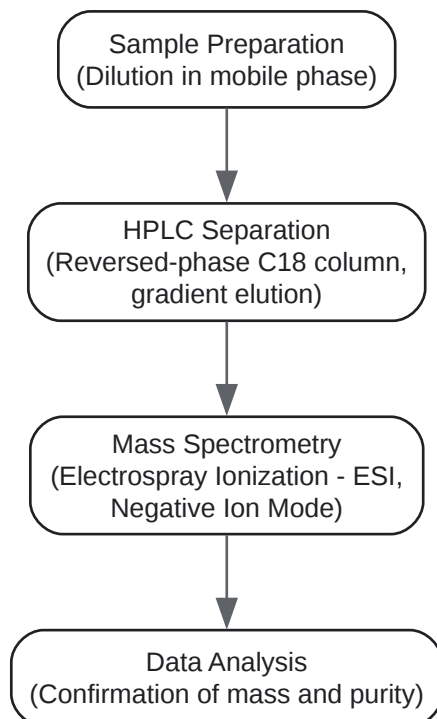 Sample Preparation
(Dilution in mobile phase)
HPLC Separation
(Reversed-phase C18 column,
gradient elution)
Mass Spectrometry
(Electrospray Ionization - ESI,
Negative Ion Mode)
Data Analysis
(Confirmation of mass and purity)